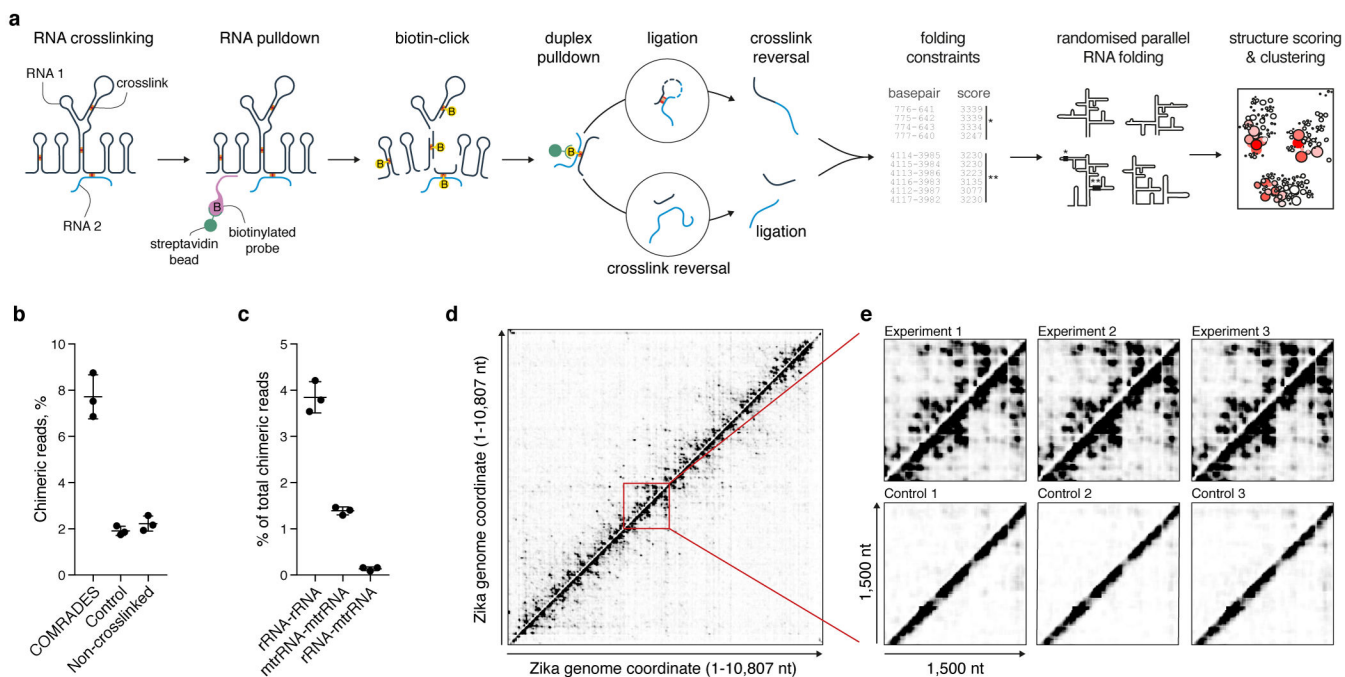 a
RNA crosslinking
RNA pulldown
biotin-click
duplex
pulldown
ligation
crosslink
reversal
folding
constraints
randomised parallel
RNA folding
structure scoring
& clustering
RNA 1
crosslink
RNA 2
B
streptavidin
bead
biotinylated
probe
B
B
B
B
B
crosslink reversal
ligation
basepair score
776-641 3339
775-642 3339
774-643 3334
777-640 3247
*
4114-3985 3230
4115-3984 3230
4113-3986 3223
4116-3983 3135
4112-3987 3077
4117-3982 3230
**
*
**
b
Chimeric reads, %
10
8
6
4
2
0
COMRADES
Control
Non-crosslinked
c
% of total chimeric reads
5
4
3
2
1
0
rRNA-rRNA
mtrRNA-mtrRNA
rRNA-mtrRNA
d
Zika genome coordinate (1-10,807 nt)
Zika genome coordinate (1-10,807 nt)
e
Experiment 1
Experiment 2
Experiment 3
Control 1
Control 2
Control 3
1,500 nt
1,500 nt